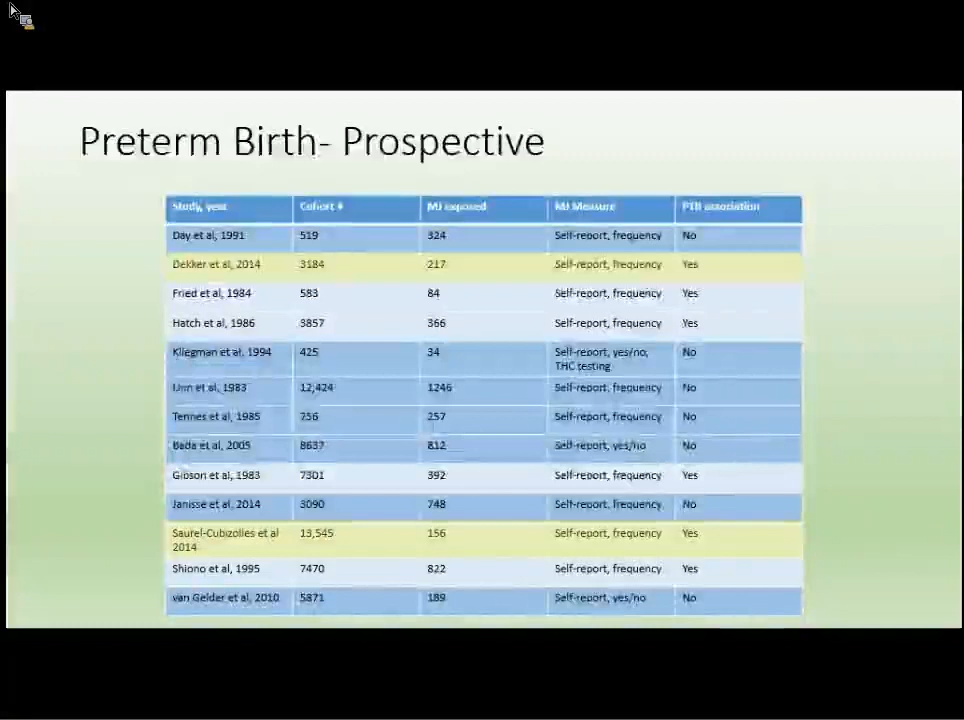 Preterm Birth- Prospective
Study, year Cohort # MJ exposed MJ Measure PTB association
Day et al, 1991 519 324 Self-report, frequency No
Dekker et al, 2014 3184 217 Self-report, frequency Yes
Fried et al, 1984 583 84 Self-report, frequency Yes
Hatch et al, 1986 3857 366 Self-report, frequency Yes
Kliegman et al, 1994 425 34 Self-report, yes/no, No
THC testing
Linn et al, 1983 12,424 1246 Self-report, frequency No
Tennes et al, 1985 756 257 Self-report, frequency No
Bada et al, 2005 8637 812 Self-report, yes/no No
Gibson et al, 1983 7301 392 Self-report, frequency Yes
Janisse et al, 2014 3090 748 Self-report, frequency No
Saurel-Cubizolles et al 13,545 156 Self-report, frequency Yes
2014
Shiono et al, 1995 7470 822 Self-report, frequency Yes
van Gelder et al, 2010 5871 189 Self-report, yes/no No